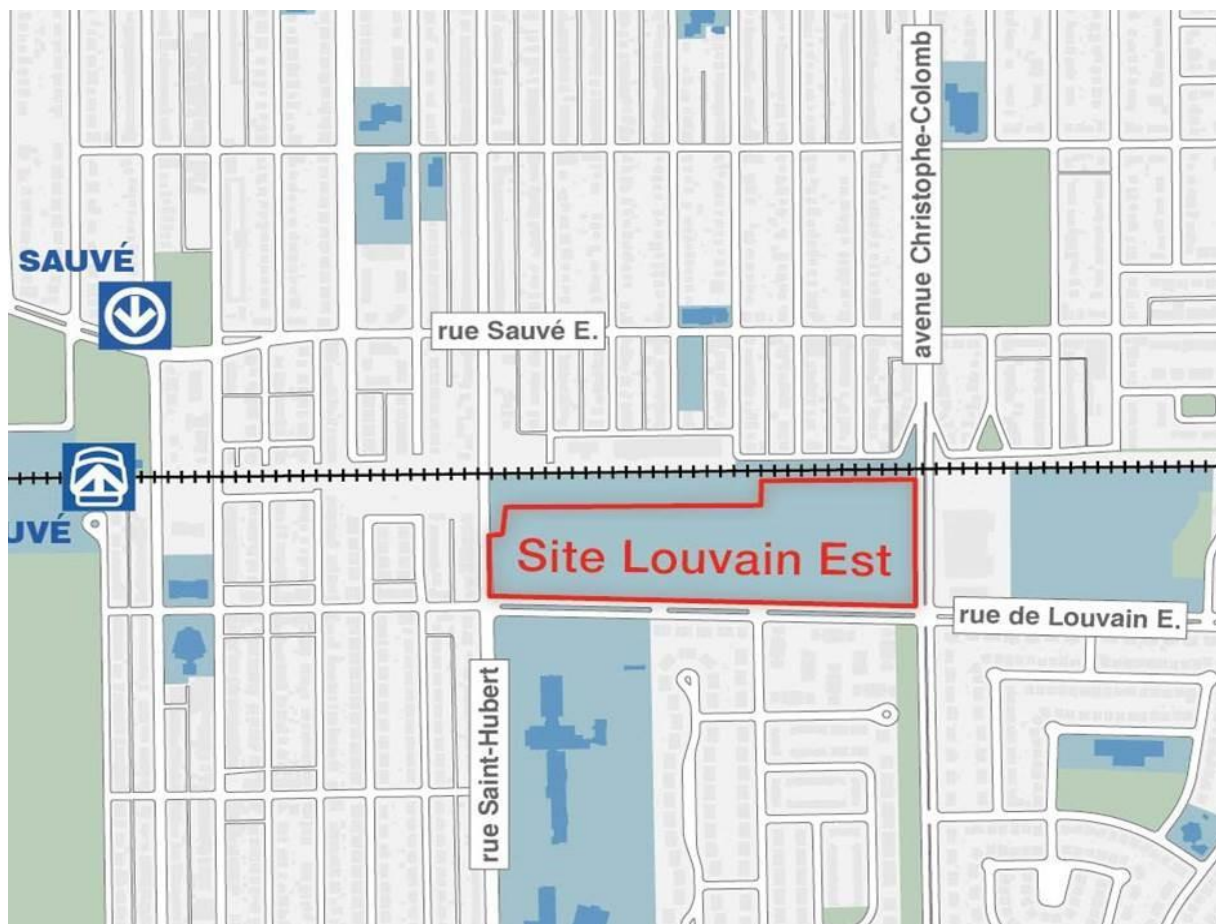 avenue Christophe-Colomb
SAUVÉ
rue Sauvé E.
UVÉ
Site Louvain Est
rue de Louvain E.
rue Saint-Hubert